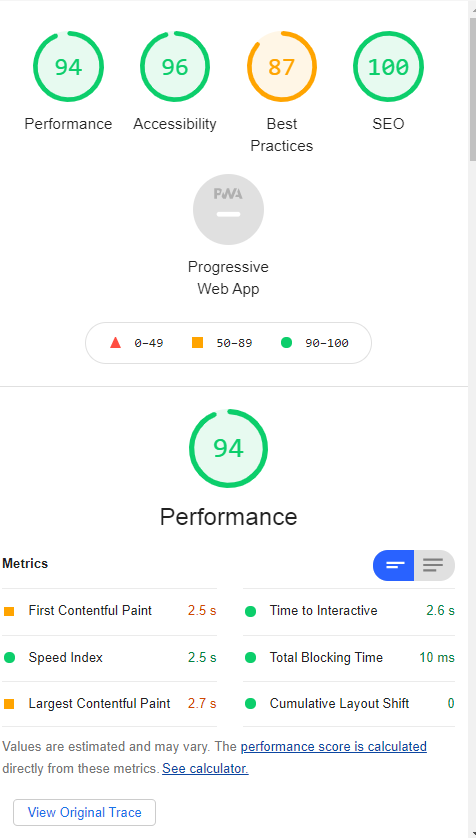 94 96 87 100
Performance Accessibility Best Practices SEO
PWA
Progressive
Web App
0–49 50–89 90–100
94
Performance
Metrics
First Contentful Paint 2.5 s
Time to Interactive 2.6 s
Speed Index 2.5 s
Total Blocking Time 10 ms
Largest Contentful Paint 2.7 s
Cumulative Layout Shift 0
Values are estimated and may vary. The performance score is calculated
directly from these metrics. See calculator.
View Original Trace